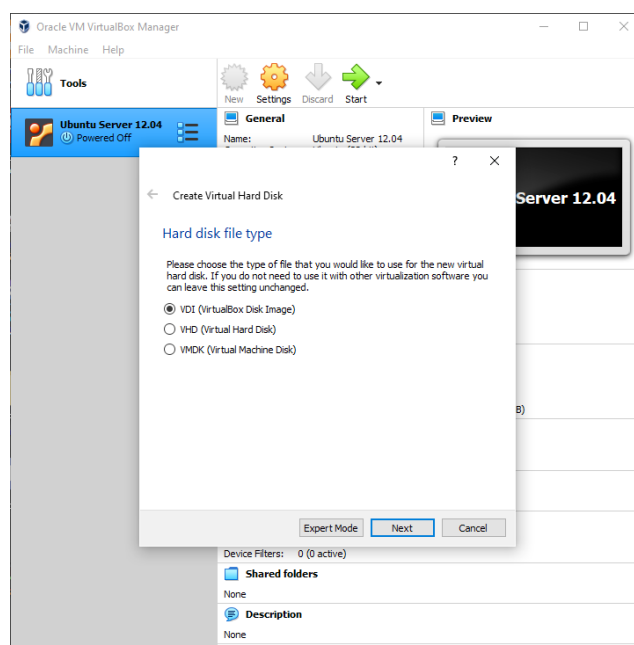 Oracle VM VirtualBox Manager
File Machine Help
Tools
New Settings Discard Start
Ubuntu Server 12.04
Powered Off
General
Name: Ubuntu Server 12.04
Preview
Server 12.04
?
Create Virtual Hard Disk
Hard disk file type
Please choose the type of file that you would like to use for the new virtual
hard disk. If you do not need to use it with other virtualization software you
can leave this setting unchanged.
VDI (VirtualBox Disk Image)
VHD (Virtual Hard Disk)
VMDK (Virtual Machine Disk)
B)
Expert Mode Next Cancel
Device Filters: 0 (0 active)
Shared folders
None
Description
None